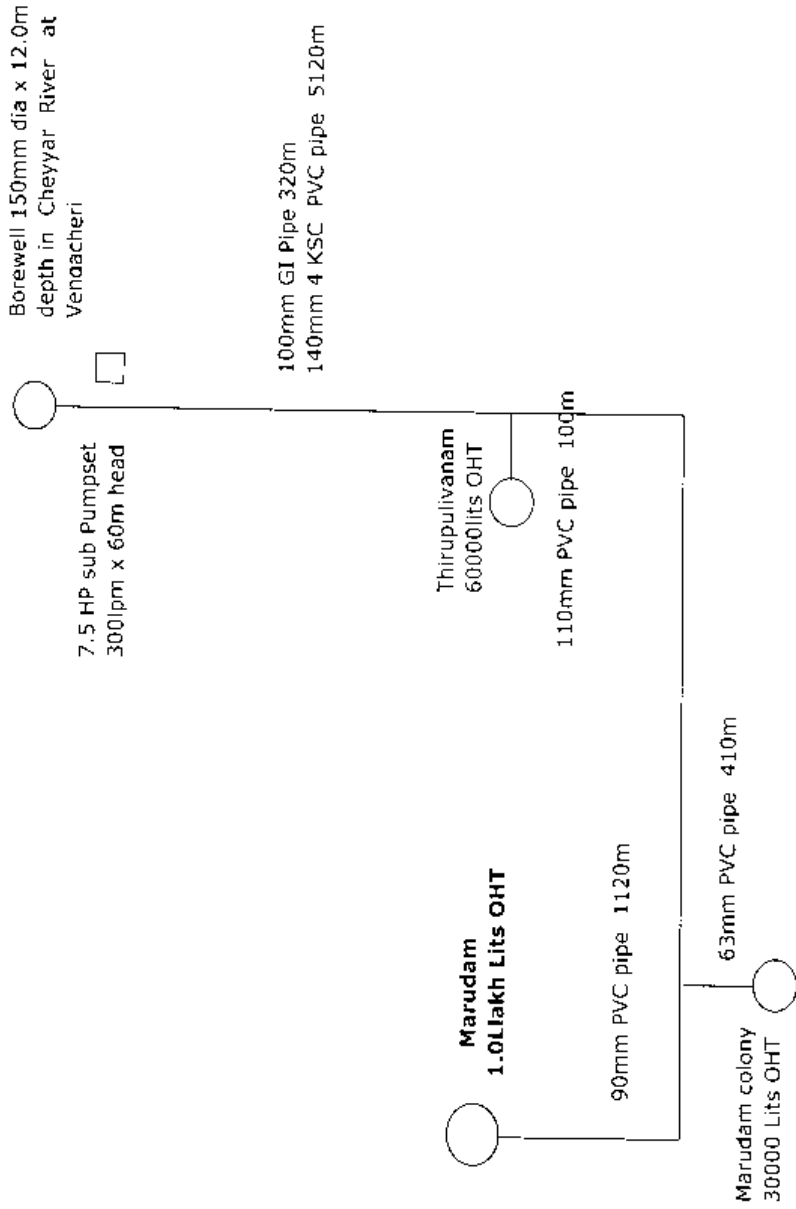 Borewell 150mm dia x 12.0m
depth in Cheyyar River at
Vengacheri
7.5 HP sub Pumpset
300lpm x 60m head
100mm GI Pipe 320m
140mm 4 KSC PVC pipe 5120m
Thirupulivanam
60000lits OHT
110mm PVC pipe 100m
Marudam
1.0Llakh Lits OHT
90mm PVC pipe 1120m
63mm PVC pipe 410m
Marudam colony
30000 Lits OHT